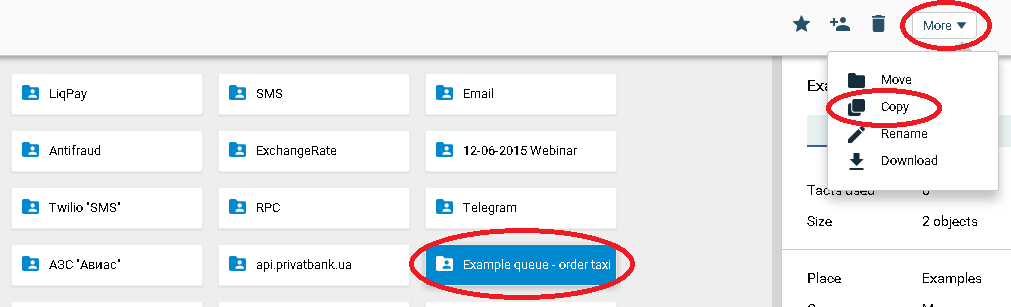 More
LiqPay
SMS
Email
Antifraud
ExchangeRate
12-06-2015 Webinar
Twilio "SMS"
RPC
Telegram
АЗС "Авиас"
api.privatbank.ua
Example queue - order taxi
Move
Copy
Rename
Download
Exa
Tacts used
Size
2 objects
Place
Examples